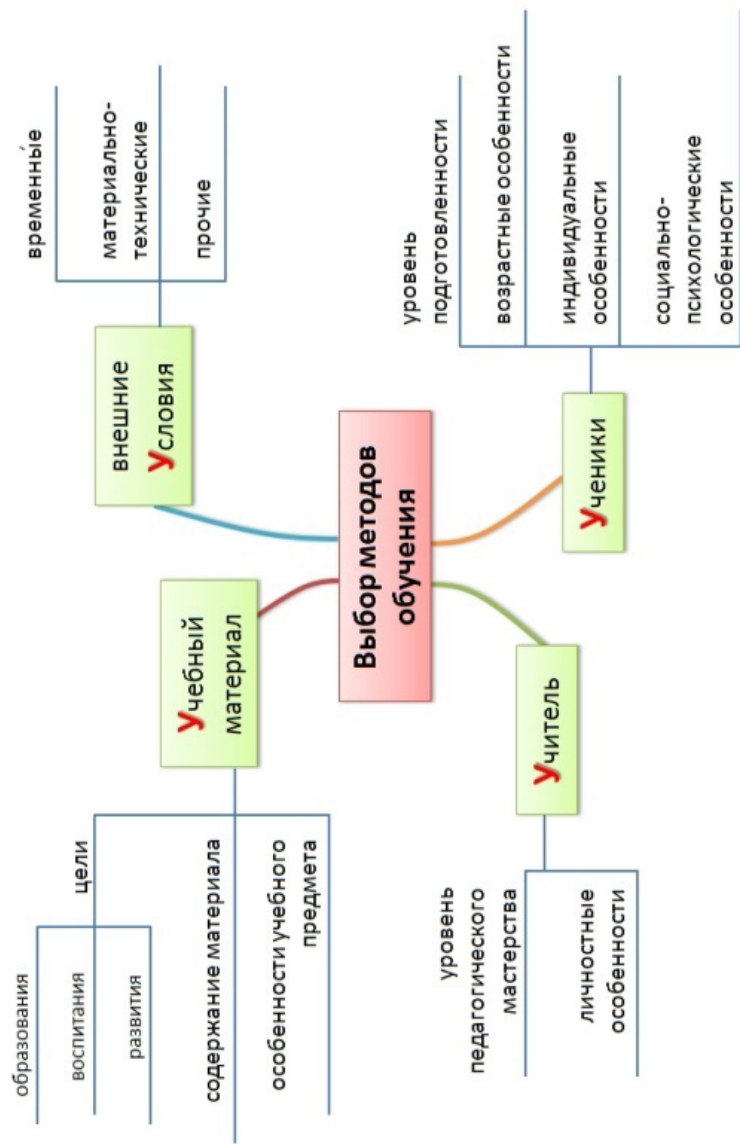 Выбор методов
обучения
Учебный
материал
цели
образования
воспитания
развития
содержание материала
особенности учебного
предмета
внешние
Условия
временны́е
материально-
технические
прочие
Учитель
уровень
педагогического
мастерства
личностные
особенности
Ученики
уровень
подготовленности
возрастные особенности
индивидуальные
особенности
социально-
психологические
особенности